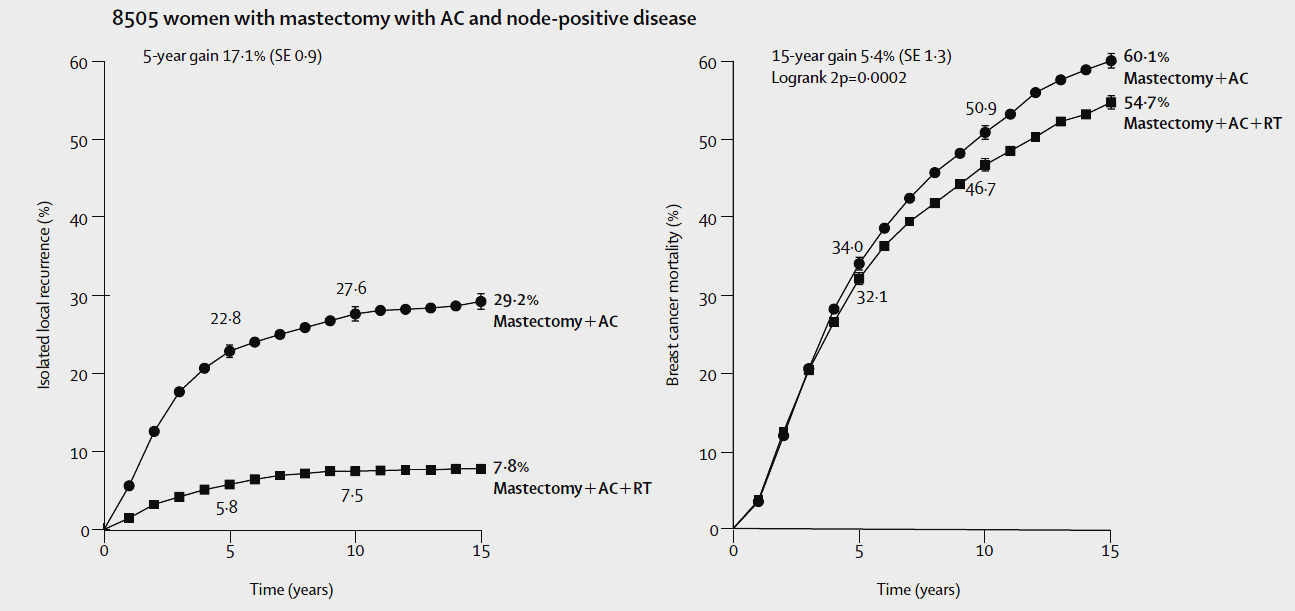 8505 women with mastectomy with AC and node-positive disease
5-year gain 17·1% (SE 0·9)
60
50
40
30
20
10
0
Isolated local recurrence (%)
22·8
27·6
29·2%
Mastectomy+AC
5·8
7·5
7·8%
Mastectomy+AC+RT
0
5
10
15
Time (years)
15-year gain 5·4% (SE 1·3)
Logrank 2p=0·0002
60
50
40
30
20
10
0
Breast cancer mortality (%)
34·0
50·9
60·1%
Mastectomy+AC
54·7%
Mastectomy+AC+RT
32·1
46·7
0
5
10
15
Time (years)